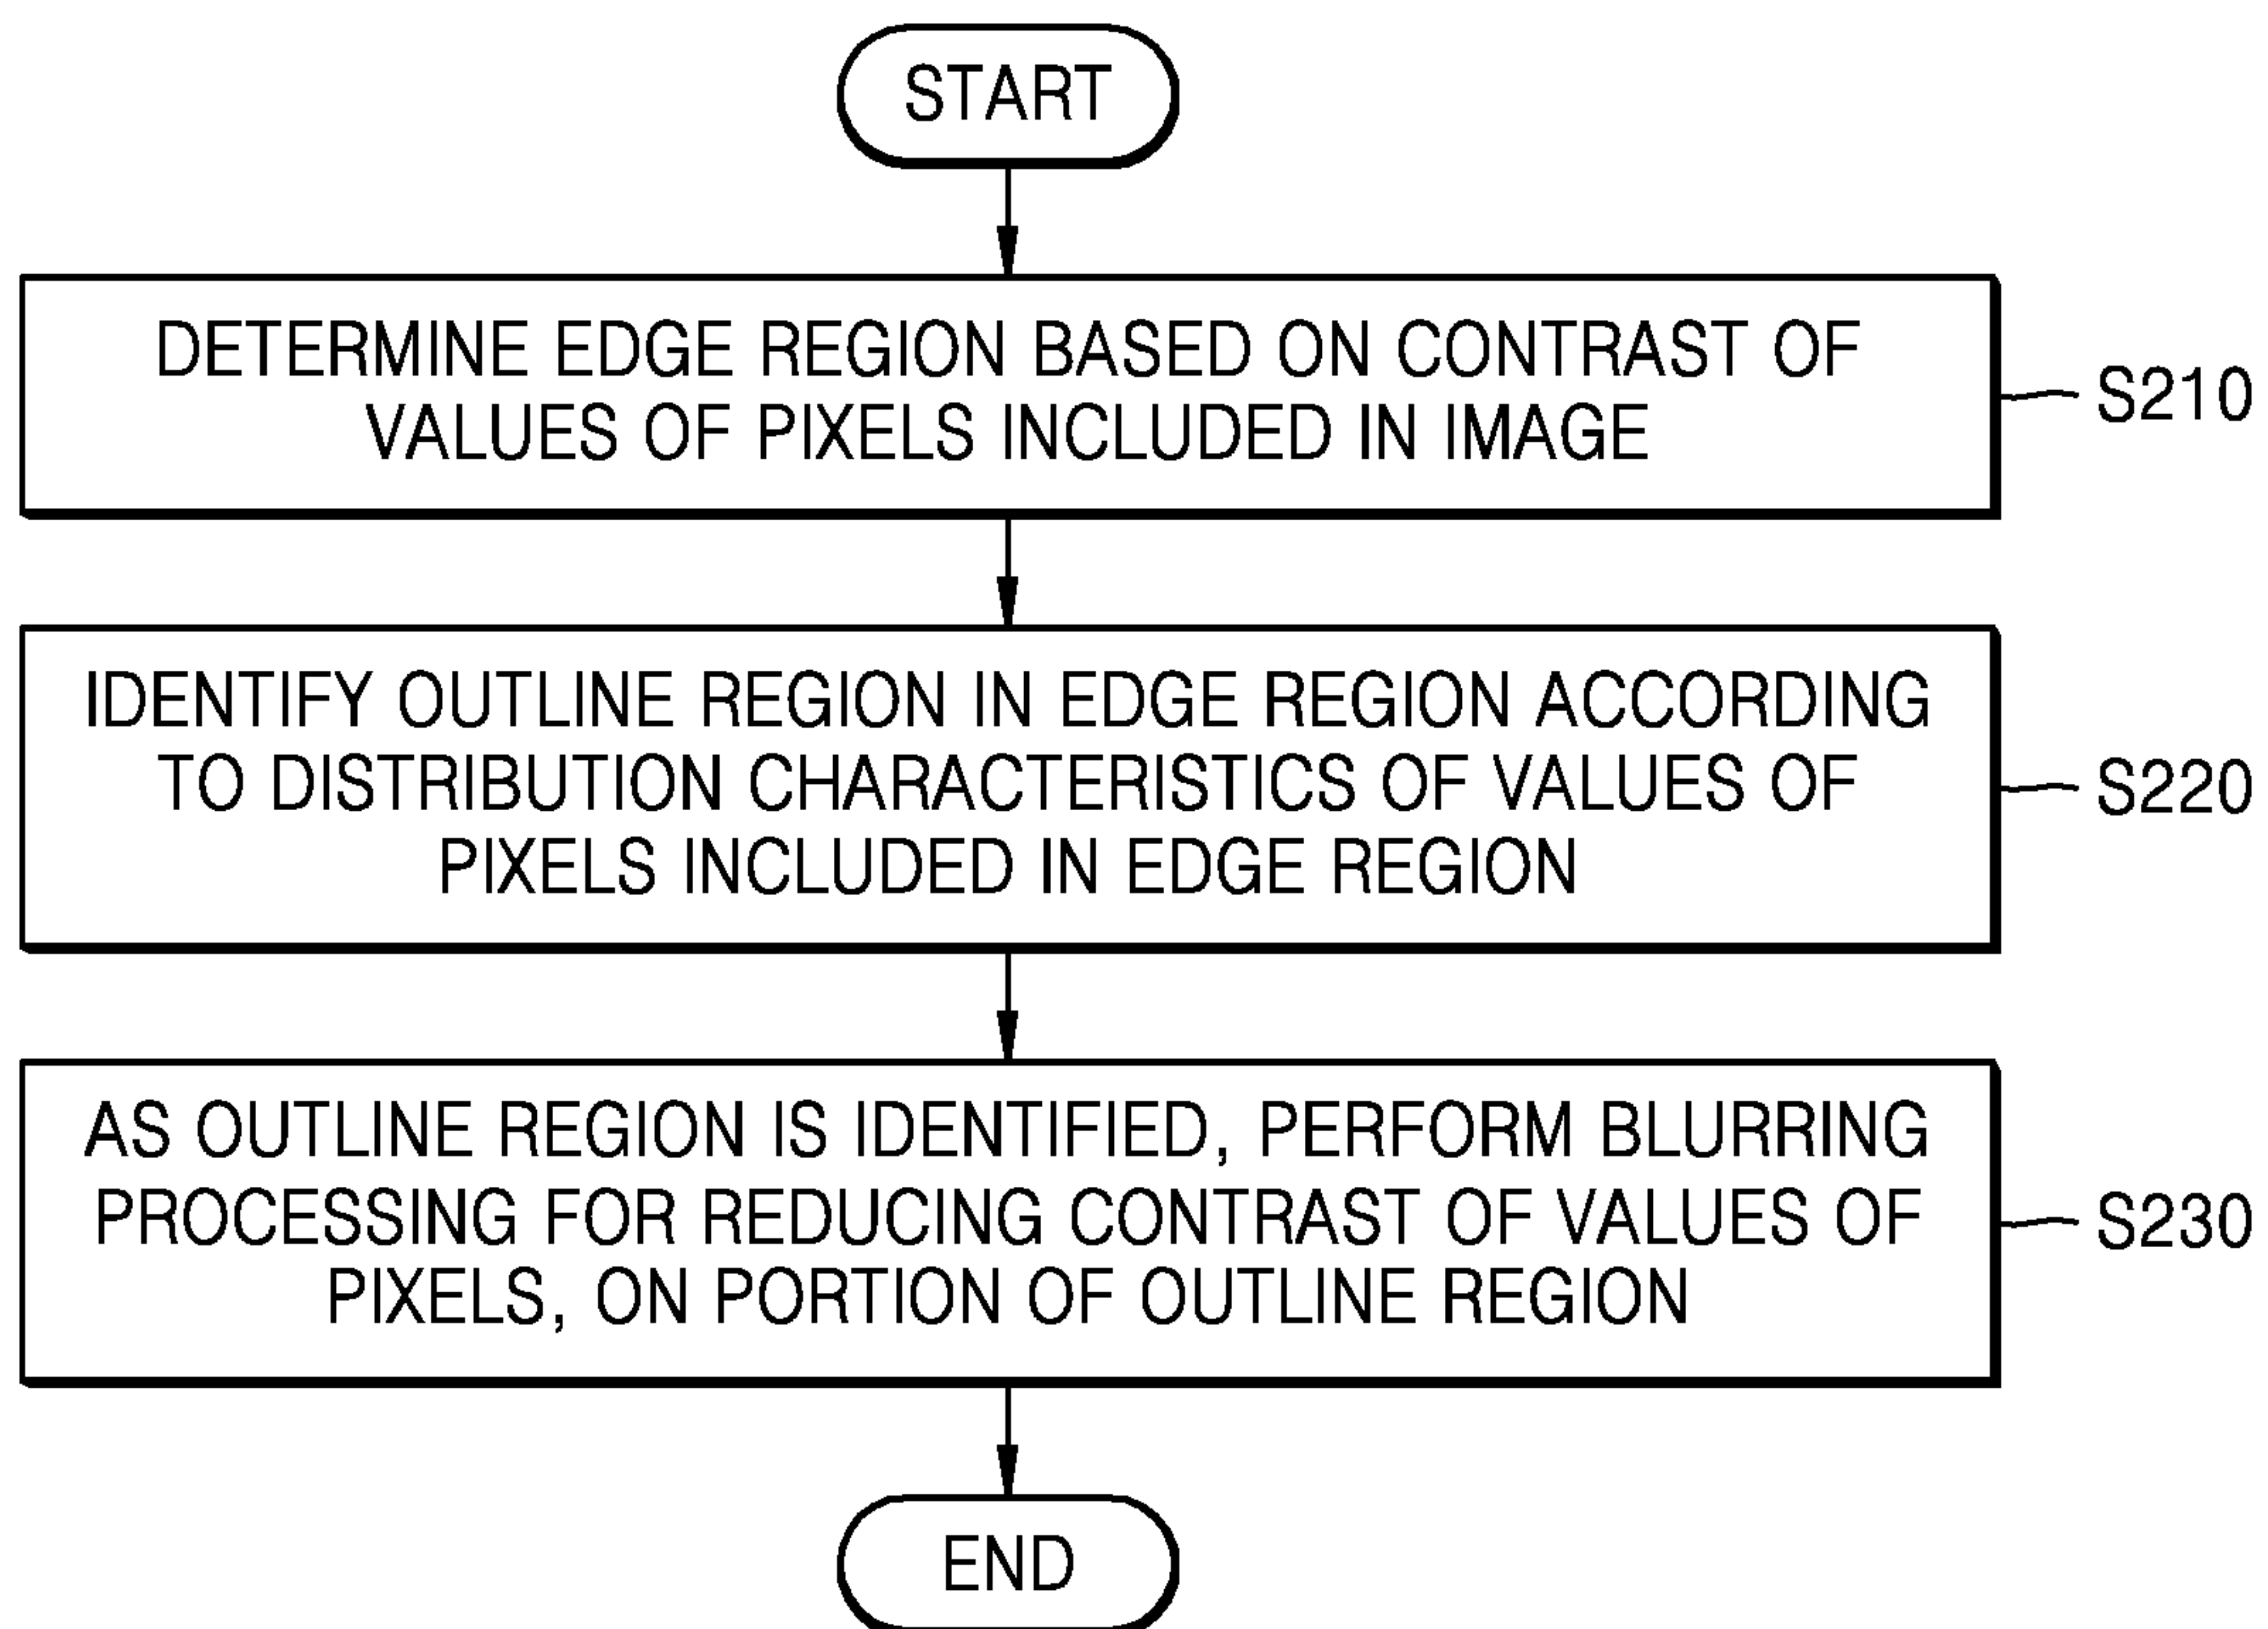 START
DETERMINE EDGE REGION BASED ON CONTRAST OF
VALUES OF PIXELS INCLUDED IN IMAGE
S210
IDENTIFY OUTLINE REGION IN EDGE REGION ACCORDING
TO DISTRIBUTION CHARACTERISTICS OF VALUES OF
PIXELS INCLUDED IN EDGE REGION
S220
AS OUTLINE REGION IS IDENTIFIED, PERFORM BLURRING
PROCESSING FOR REDUCING CONTRAST OF VALUES OF
PIXELS, ON PORTION OF OUTLINE REGION
S230
END